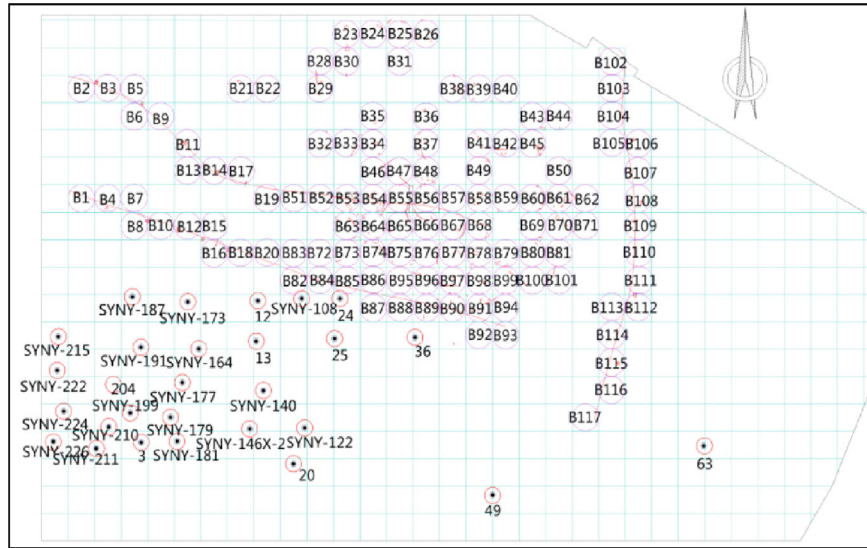 B23 B24 B25 B26
B28 B30 B31 B102
B2 B3 B5 B21 B22 B29 B38 B39 B40 B103
B6 B9 B35 B36 B43 B44 B104
B11 B32 B33 B34 B37 B41 B42 B45 B105 B106
B13 B14 B17 B46 B47 B48 B49 B50 B107
B1 B4 B7 B19 B51 B52 B53 B54 B55 B56 B57 B58 B59 B60 B61 B62 B108
B8 B10 B12 B15 B63 B64 B65 B66 B67 B68 B69 B70 B71 B109
B16 B18 B20 B83 B72 B73 B74 B75 B76 B77 B78 B79 B80 B81 B110
B82 B84 B85 B86 B95 B96 B97 B98 B99 B100 B101 B111
SYNY-187 SYNY-173 12 SYNY-108 24 B87 B88 B89 B90 B91 B94 B113 B112
B92 B93 B114
SYNY-215 SYNY-191 SYNY-164 13 25 36
B115
SYNY-222 204 SYNY-177 B116
SYNY-199 SYNY-140
B117
SYNY-224 SYNY-210 SYNY-179 SYNY-146X-2 SYNY-122
SYNY-226 SYNY-211 3 SYNY-181 63
20
49